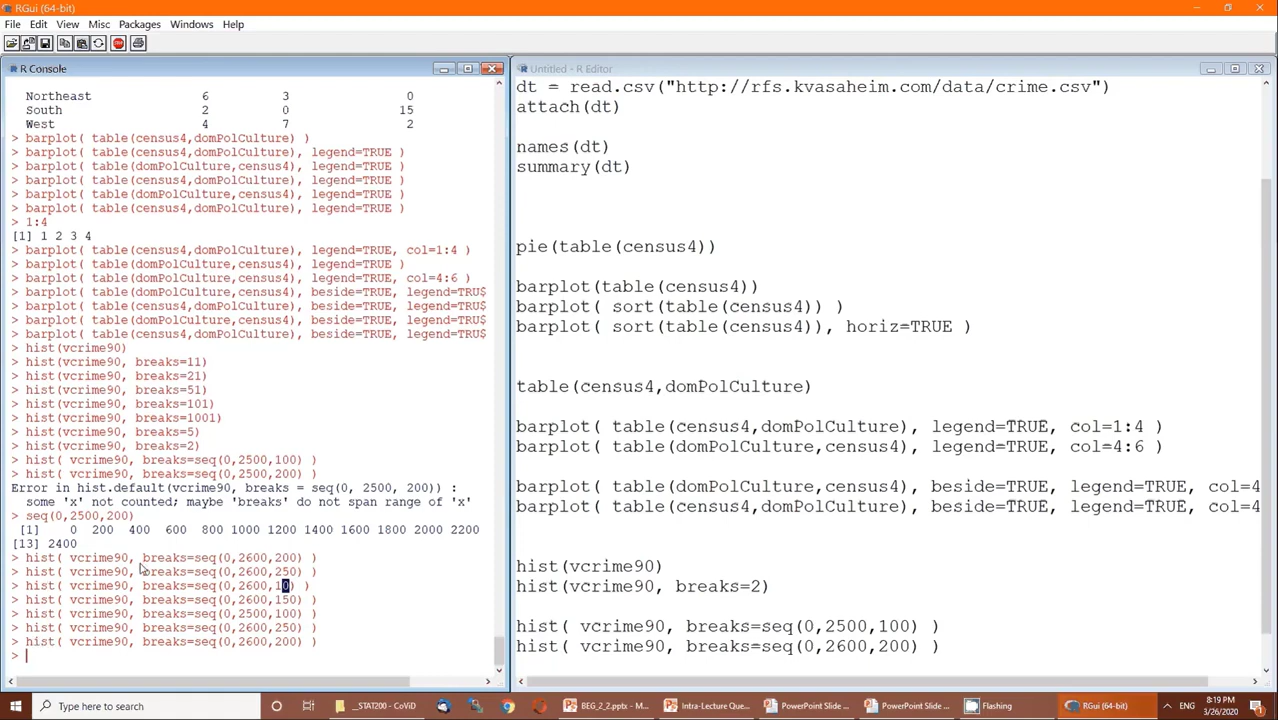 RGui (64-bit)
File Edit View Misc Packages Windows Help
R Console
Northeast 6 3 0
South 2 0 15
West 4 7 2
> barplot( table(census4,domPolCulture) )
> barplot( table(census4,domPolCulture), legend=TRUE )
> barplot( table(domPolCulture,census4), legend=TRUE )
> barplot( table(domPolCulture,census4), legend=TRUE )
> barplot( table(domPolCulture,census4), legend=TRUE )
> barplot( table(domPolCulture,census4), legend=TRUE )
> 1:4
[1] 1 2 3 4
> barplot( table(census4,domPolCulture), legend=TRUE, col=1:4 )
> barplot( table(domPolCulture,census4), legend=TRUE )
> barplot( table(domPolCulture,census4), legend=TRUE, col=4:6 )
> barplot( table(domPolCulture,census4), beside=TRUE, legend=TRU$
> barplot( table(domPolCulture,census4), beside=TRUE, legend=TRU$
> barplot( table(domPolCulture,census4), beside=TRUE, legend=TRU$
> barplot( table(domPolCulture,census4), beside=TRUE, legend=TRU$
> hist(vcrime90)
> hist(vcrime90, breaks=11)
> hist(vcrime90, breaks=21)
> hist(vcrime90, breaks=51)
> hist(vcrime90, breaks=101)
> hist(vcrime90, breaks=1001)
> hist(vcrime90, breaks=5)
> hist(vcrime90, breaks=2)
> hist( vcrime90, breaks=seq(0,2500,100) )
> hist( vcrime90, breaks=seq(0,2500,200) )
Error in hist.default(vcrime90, breaks = seq(0, 2500, 200)) :
some 'x' not counted; maybe 'breaks' do not span range of 'x'
> seq(0,2500,200)
[1] 0 200 400 600 800 1000 1200 1400 1600 1800 2000 2200
[13] 2400
> hist( vcrime90, breaks=seq(0,2600,200) )
> hist( vcrime90, breaks=seq(0,2600,250) )
> hist( vcrime90, breaks=seq(0,2600,10) )
> hist( vcrime90, breaks=seq(0,2600,150) )
> hist( vcrime90, breaks=seq(0,2500,100) )
> hist( vcrime90, breaks=seq(0,2600,250) )
> hist( vcrime90, breaks=seq(0,2600,200) )
>
Untitled - R Editor
dt = read.csv("http://rfs.kvasaheim.com/data/crime.csv")
attach(dt)
names(dt)
summary(dt)
pie(table(census4))
barplot(table(census4))
barplot( sort(table(census4)) )
barplot( sort(table(census4)), horiz=TRUE )
table(census4,domPolCulture)
barplot( table(census4,domPolCulture), legend=TRUE, col=1:4 )
barplot( table(domPolCulture,census4), legend=TRUE, col=4:6 )
barplot( table(domPolCulture,census4), beside=TRUE, legend=TRUE, col=4
barplot( table(domPolCulture,census4), beside=TRUE, legend=TRUE, col=4
hist(vcrime90)
hist(vcrime90, breaks=2)
hist( vcrime90, breaks=seq(0,2500,100) )
hist( vcrime90, breaks=seq(0,2600,200) )
Type here to search
__STAT200 - CoViD
BEG_2_2.pptx - M...
Intra-Lecture Que...
PowerPoint Slide ...
PowerPoint Slide ...
Flashing
RGui (64-bit)
ENG
8:19 PM
3/26/2020